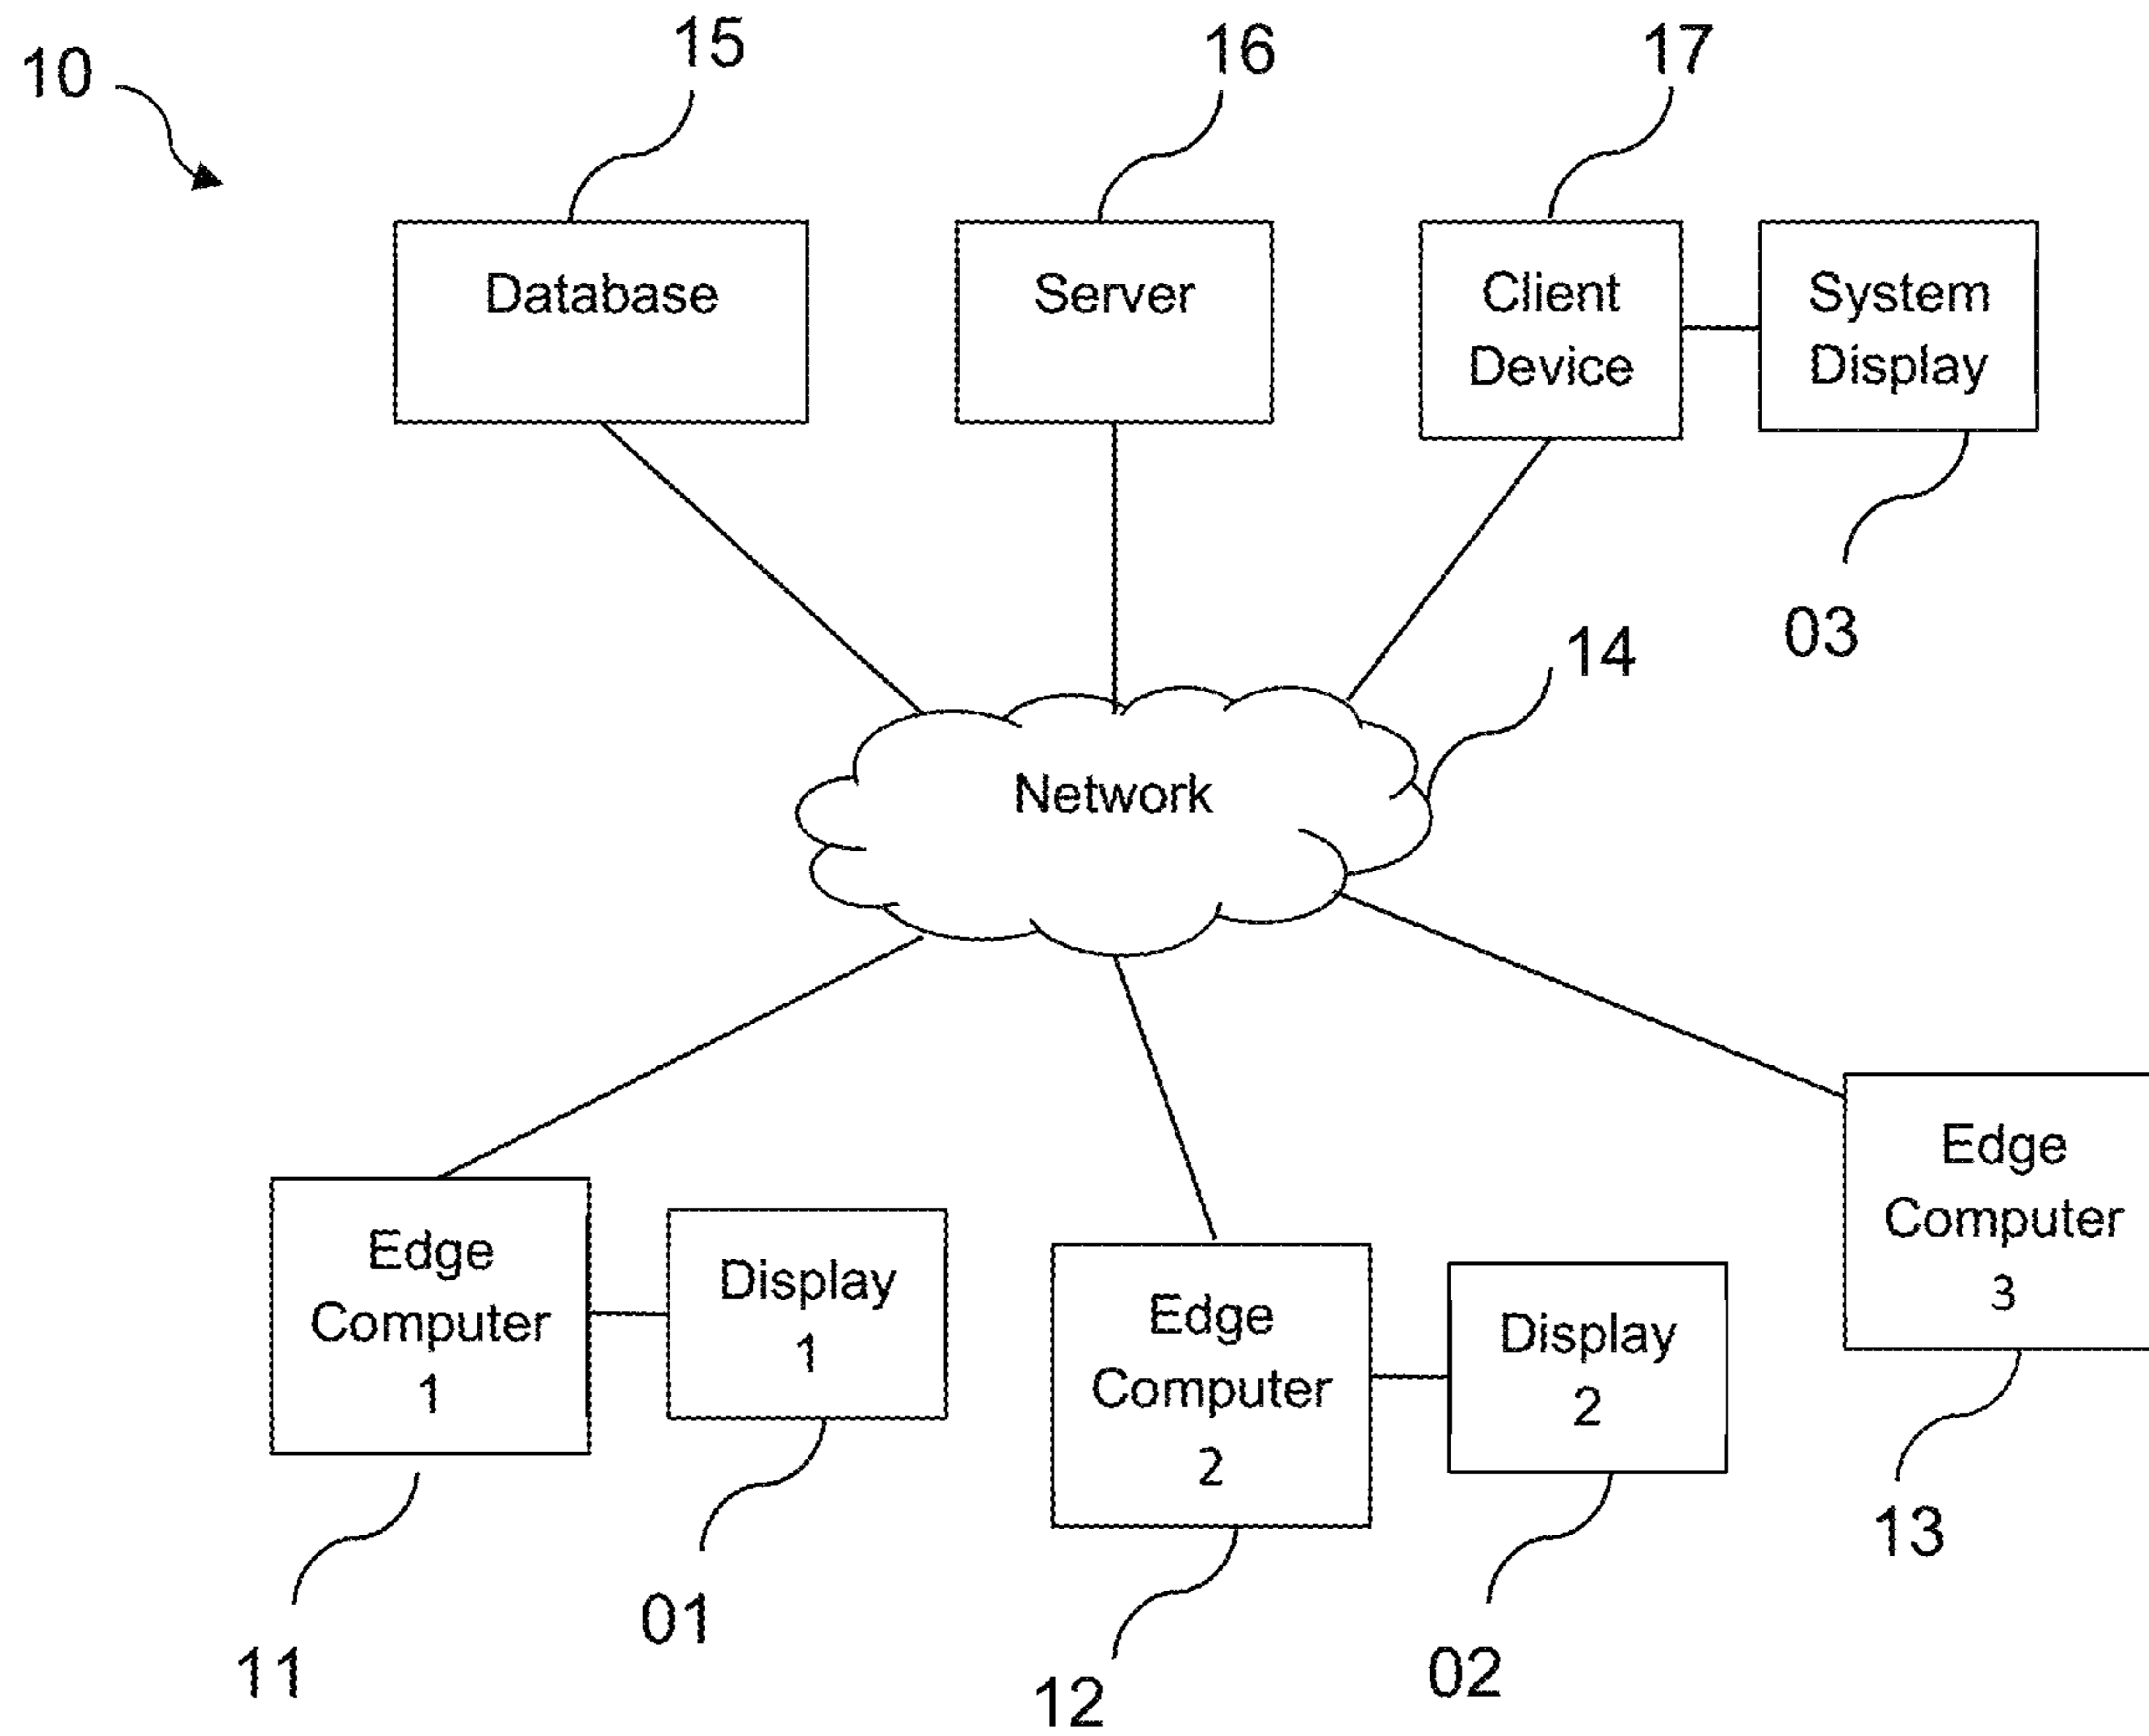 10
15
16
17
Database
Server
Client
Device
System
Display
03
14
Network
Edge
Computer
1
Display
1
Edge
Computer
2
Display
2
Edge
Computer
3
11
01
12
02
13